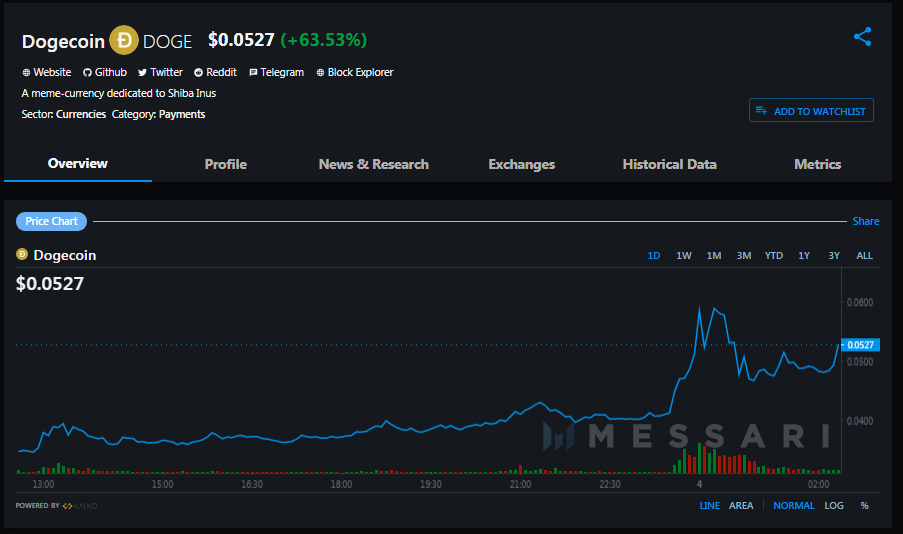 Dogecoin DOGE $0.0527 (+63.53%)
Website Github Twitter Reddit Telegram Block Explorer
A meme-currency dedicated to Shiba Inus
Sector: Currencies Category: Payments
ADD TO WATCHLIST
Overview Profile News & Research Exchanges Historical Data Metrics
Price Chart Share
Dogecoin 1D 1W 1M 3M YTD 1Y 3Y ALL
$0.0527
0.0600
0.0527
0.0500
0.0400
MESSARI
13:00 15:00 16:30 18:00 19:30 21:00 22:30 4 02:00
POWERED BY KAIKO LINE AREA NORMAL LOG %